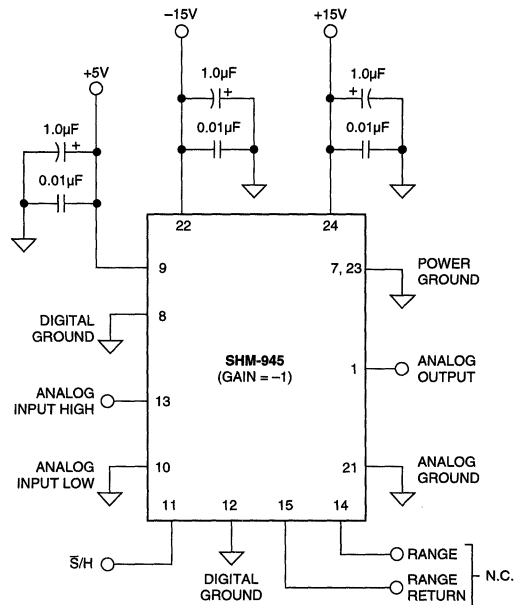 −15V
+15V
+5V
1.0µF
+
1.0µF
+
1.0µF
+
0.01µF
0.01µF
0.01µF
22
24
9
7, 23
POWER
GROUND
8
DIGITAL
GROUND
SHM-945
(GAIN = −1)
1
ANALOG
OUTPUT
ANALOG
INPUT HIGH
13
ANALOG
INPUT LOW
10
21
ANALOG
GROUND
11
12
15
14
S̅/H
DIGITAL
GROUND
RANGE
RANGE
RETURN
N.C.